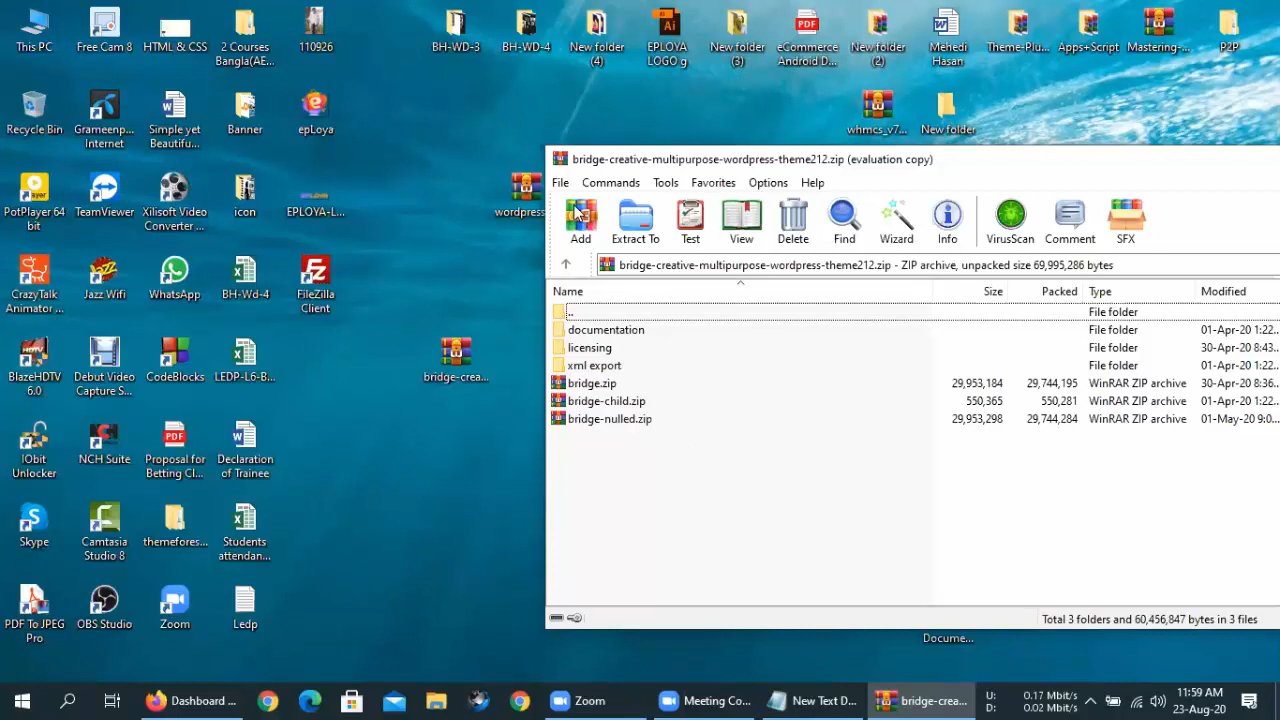 This PC
Free Cam 8
HTML & CSS
2 Courses
Bangla(AE...
110926
BH-WD-3
BH-WD-4
New folder
(4)
EPLOYA
LOGO g
New folder
(3)
eCommerce
Android D...
New folder
(2)
Mehedi
Hasan
Theme-Plu...
Apps+Script
Mastering-...
P2P
Recycle Bin
Grameenp...
Internet
Simple yet
Beautifu...
Banner
epLoya
whmcs_v7...
New folder
PotPlayer 64
bit
TeamViewer
Xilisoft Video
Converter ...
icon
EPLOYA-L...
wordpress
CrazyTalk
Animator ...
Jazz Wifi
WhatsApp
BH-Wd-4
FileZilla
Client
BlazeHDTV
6.0
Debut Video
Capture S...
CodeBlocks
LEDP-L6-B...
bridge-crea...
IObit
Unlocker
NCH Suite
Proposal for
Betting Cl...
Declaration
of Trainee
Skype
Camtasia
Studio 8
themefores...
Students
attendan...
PDF To JPEG
Pro
OBS Studio
Zoom
Ledp
bridge-creative-multipurpose-wordpress-theme212.zip (evaluation copy)
File Commands Tools Favorites Options Help
Add Extract To Test View Delete Find Wizard Info VirusScan Comment SFX
bridge-creative-multipurpose-wordpress-theme212.zip - ZIP archive, unpacked size 69,995,286 bytes
Name Size Packed Type Modified
.. File folder
documentation File folder 01-Apr-20 1:22...
licensing File folder 30-Apr-20 8:43...
xml export File folder 01-Apr-20 1:22...
bridge.zip 29,953,184 29,744,195 WinRAR ZIP archive 30-Apr-20 8:36...
bridge-child.zip 550,365 550,281 WinRAR ZIP archive 01-Apr-20 1:22...
bridge-nulled.zip 29,953,298 29,744,284 WinRAR ZIP archive 01-May-20 9:0...
Total 3 folders and 60,456,847 bytes in 3 files
Docume...
Dashboard ...
Zoom
Meeting Co...
New Text D...
bridge-crea...
U: 0.17 Mbit/s
D: 0.02 Mbit/s
11:59 AM
23-Aug-20